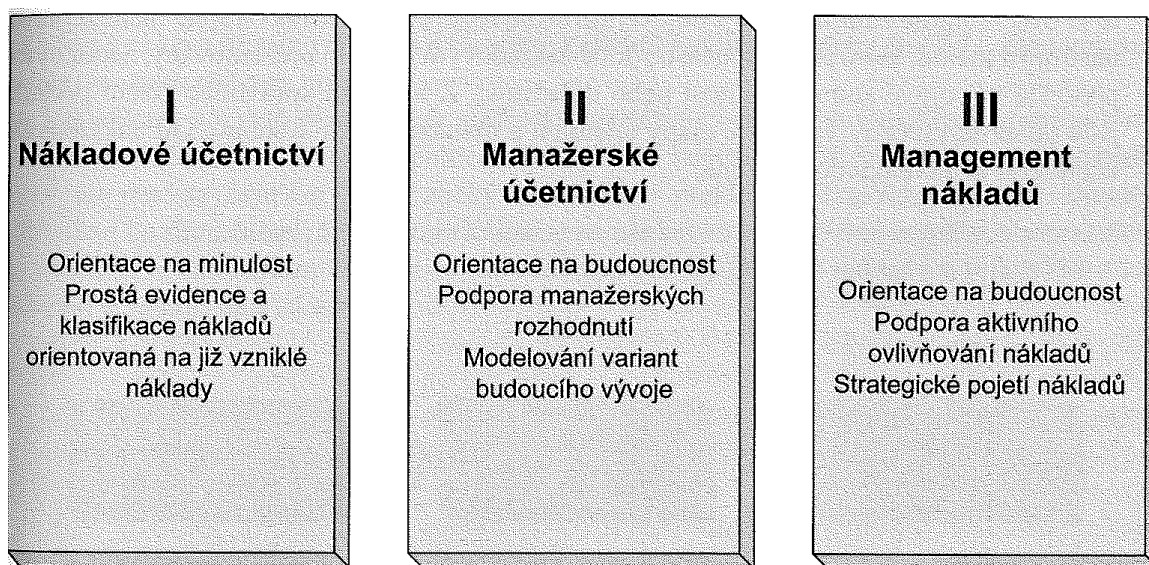 I
Nákladové účetnictví
Orientace na minulost
Prostá evidence a
klasifikace nákladů
orientovaná na již vzniklé
náklady
II
Manažerské
účetnictví
Orientace na budoucnost
Podpora manažerských
rozhodnutí
Modelování variant
budoucího vývoje
III
Management
nákladů
Orientace na budoucnost
Podpora aktivního
ovlivňování nákladů
Strategické pojetí nákladů